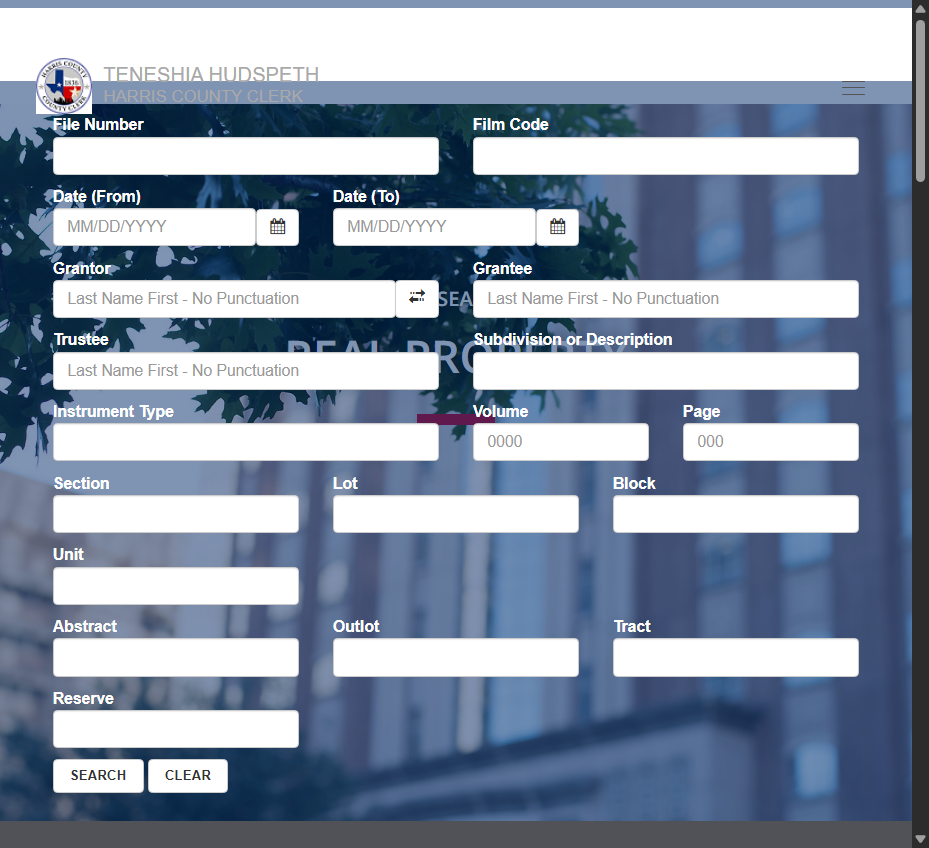 HARRIS COUNTY
1836
COUNTY CLERK
TENESHIA HUDSPETH
HARRIS COUNTY CLERK
File Number
Film Code
Date (From)
Date (To)
MM/DD/YYYY
MM/DD/YYYY
Grantor
Grantee
Last Name First - No Punctuation
Last Name First - No Punctuation
REAL PROPERTY
Trustee
Subdivision or Description
Last Name First - No Punctuation
Instrument Type
Volume
Page
0000
000
Section
Lot
Block
Unit
Abstract
Outlot
Tract
Reserve
SEARCH
CLEAR